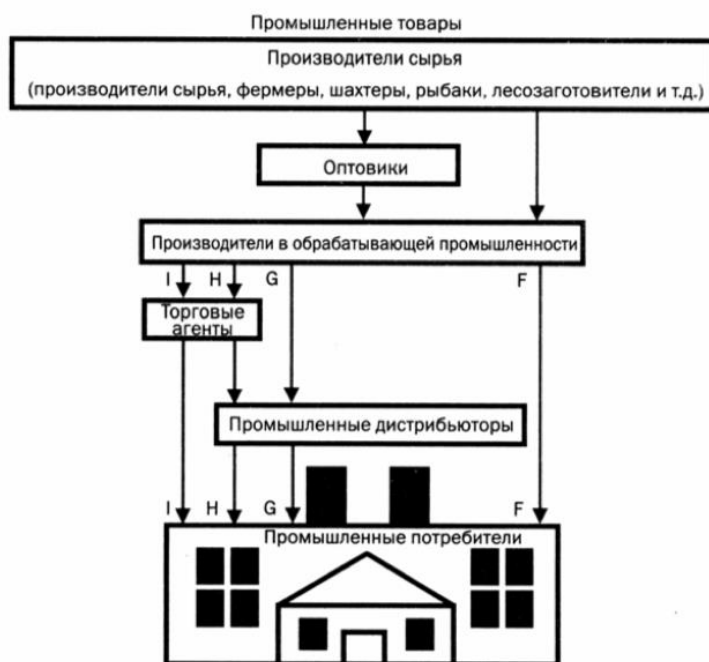 Промышленные товары
Производители сырья
(производители сырья, фермеры, шахтеры, рыбаки, лесозаготовители и т.д.)
Оптовики
Производители в обрабатывающей промышленности
I H G F
Торговые
агенты
Промышленные дистрибьюторы
I H G F
Промышленные потребители